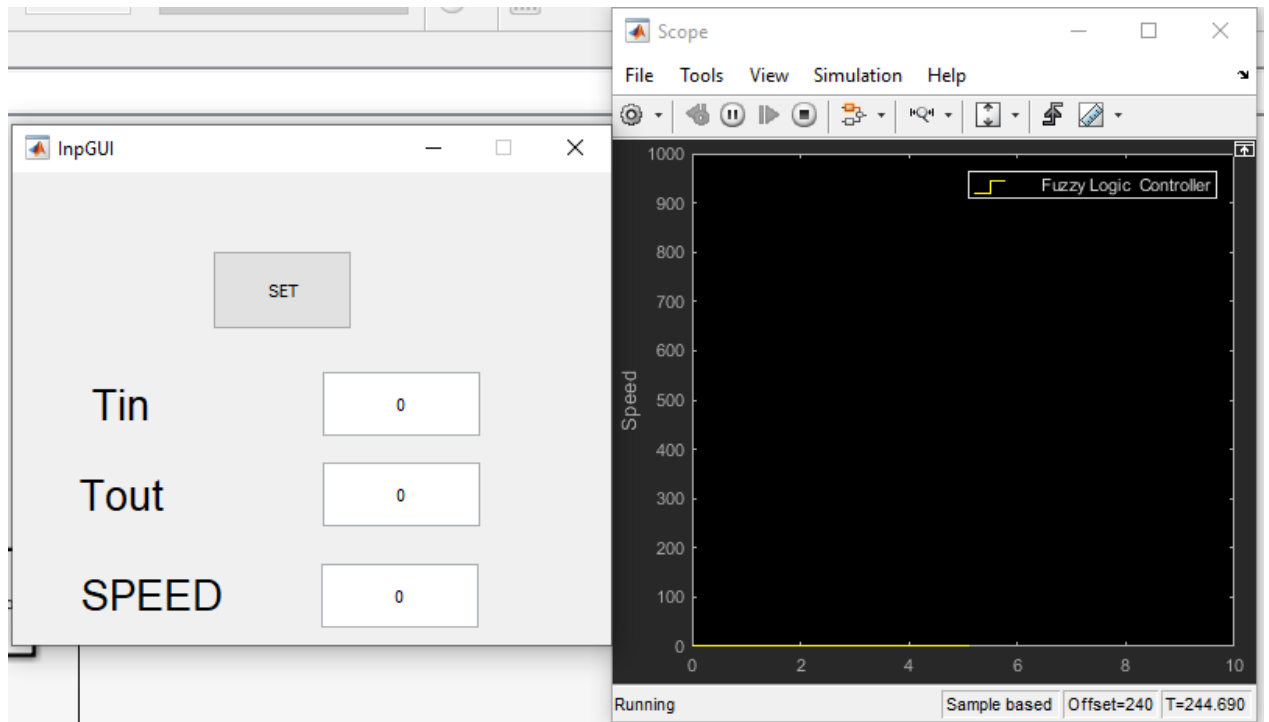 InpGUI
SET
Tin 0
Tout 0
SPEED 0
Scope
File Tools View Simulation Help
1000
900
800
700
600
500
400
300
200
100
0
Speed
Fuzzy Logic Controller
0 2 4 6 8 10
Running Sample based Offset=240 T=244.690